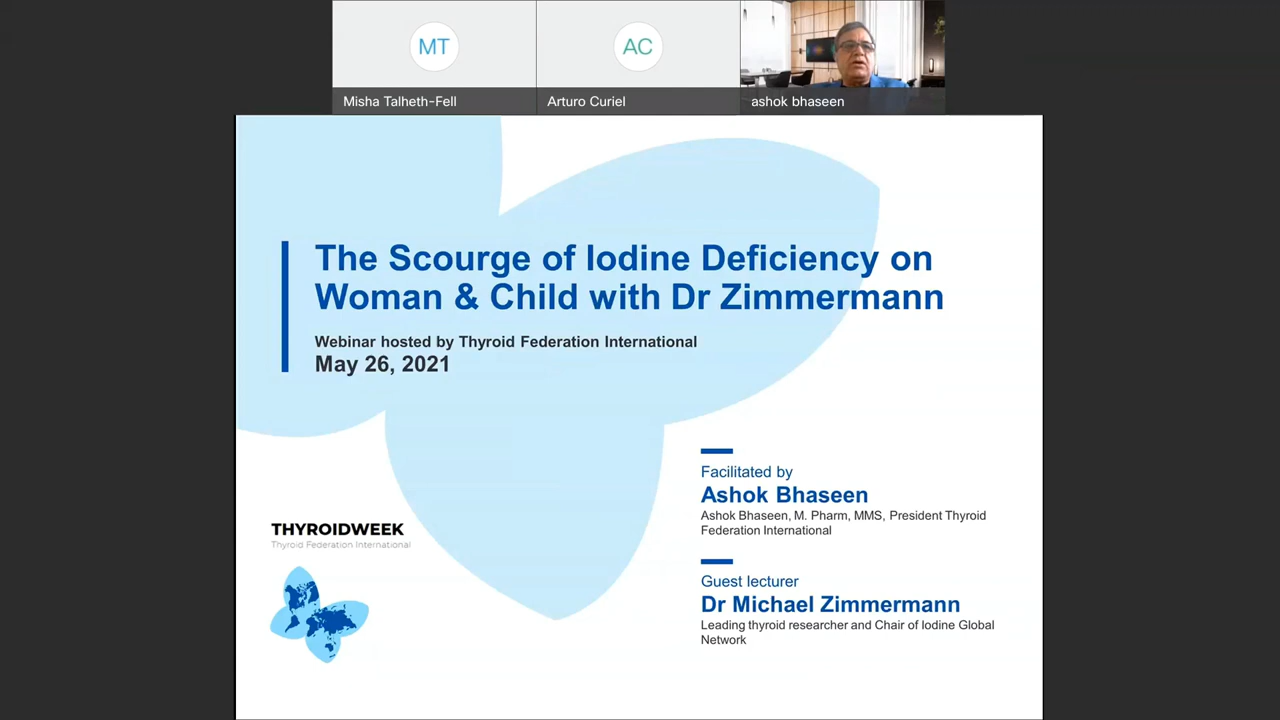 MT
AC
Misha Talheth-Fell
Arturo Curiel
ashok bhaseen
The Scourge of Iodine Deficiency on
Woman & Child with Dr Zimmermann
Webinar hosted by Thyroid Federation International
May 26, 2021
Facilitated by
Ashok Bhaseen
Ashok Bhaseen, M. Pharm, MMS, President Thyroid
Federation International
THYROIDWEEK
Thyroid Federation International
Guest lecturer
Dr Michael Zimmermann
Leading thyroid researcher and Chair of Iodine Global
Network